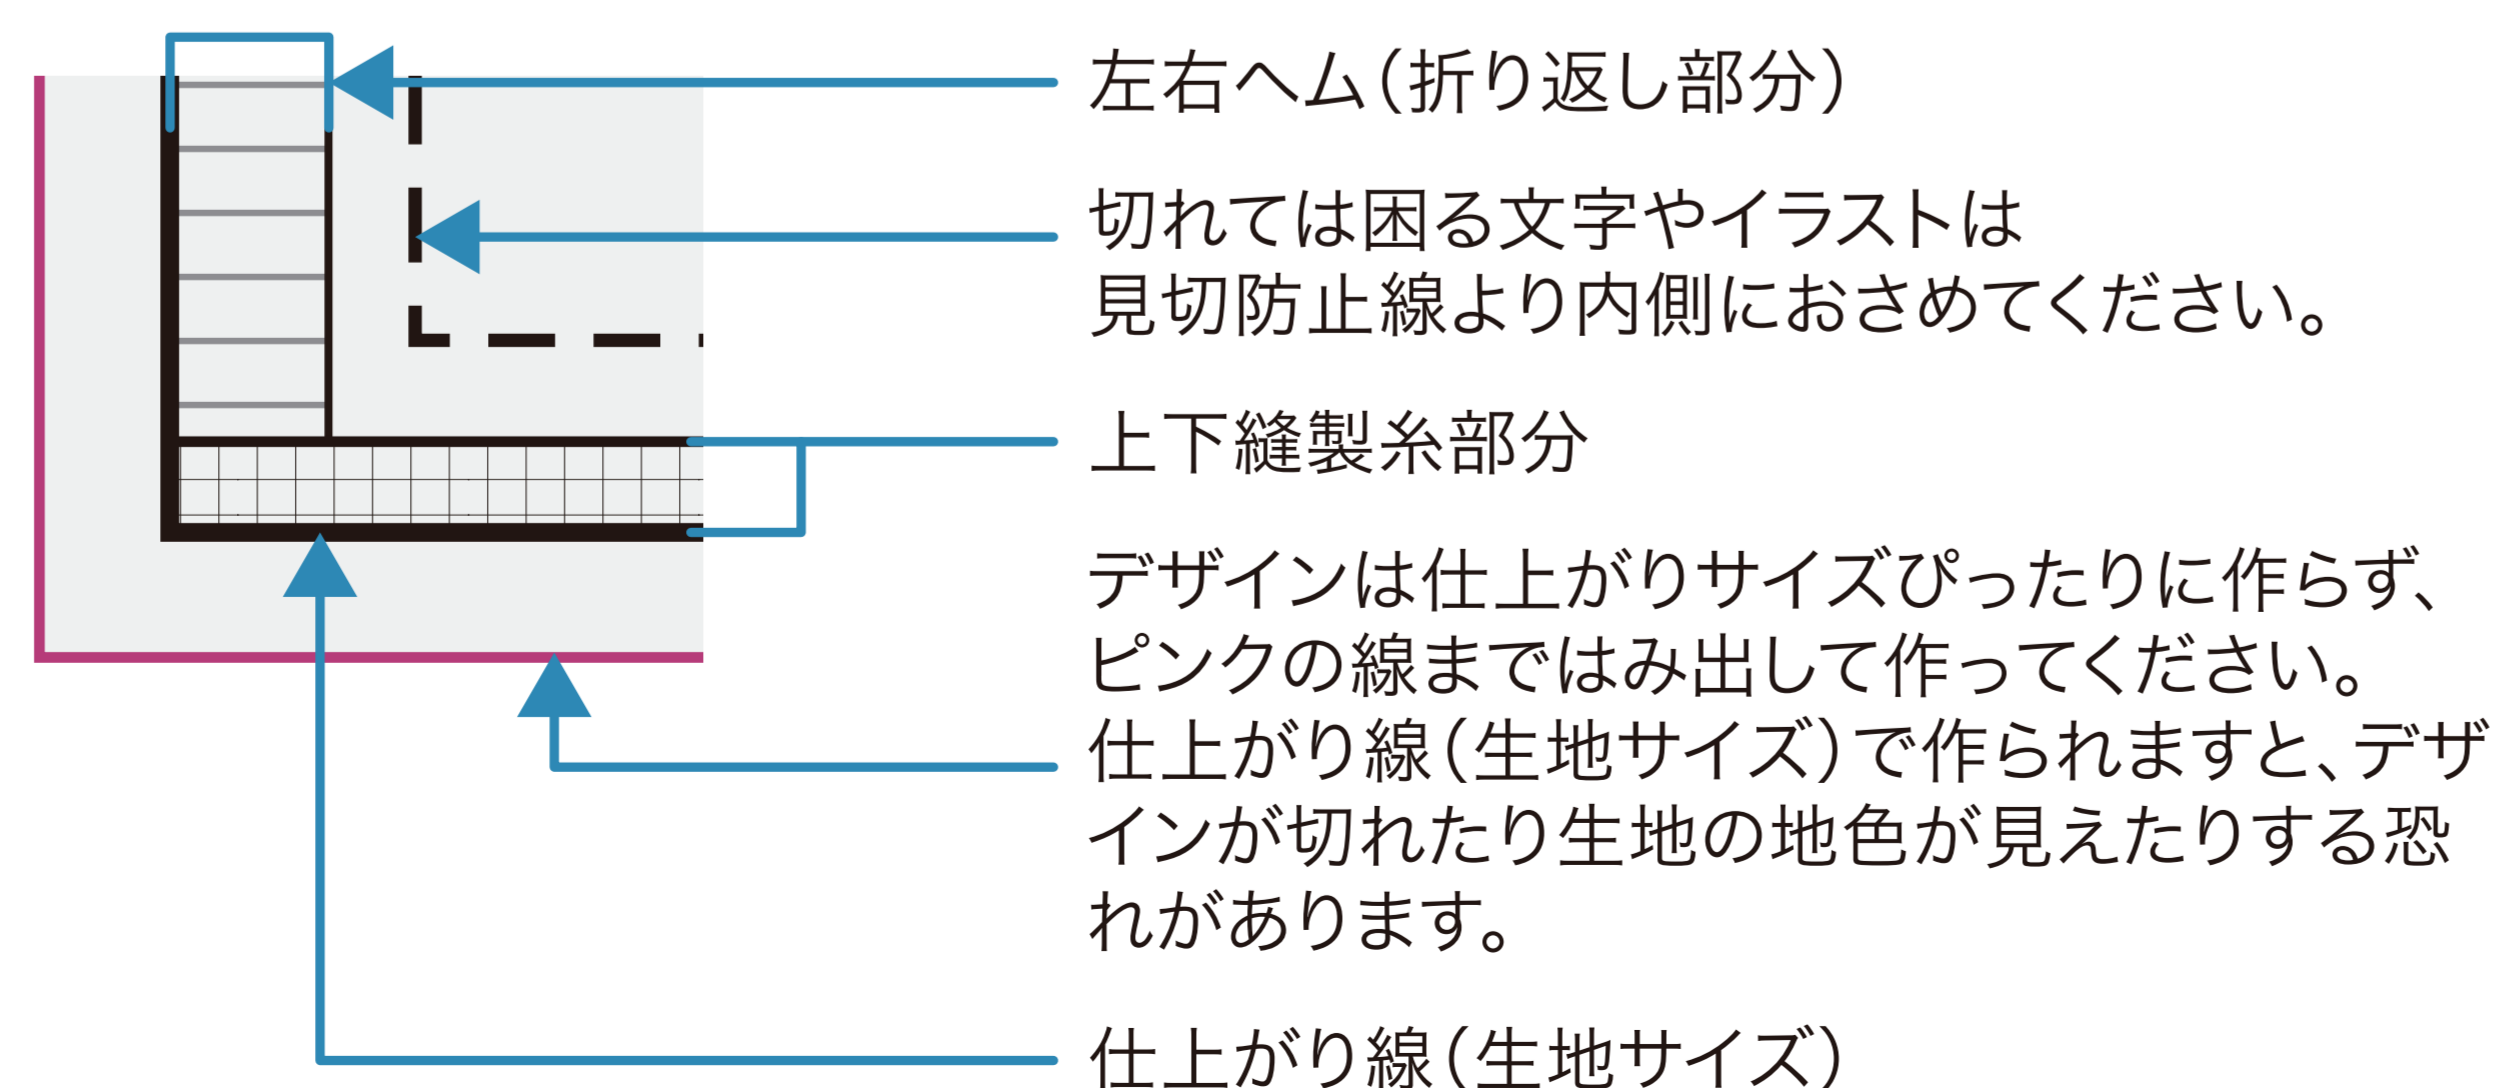 左右ヘム（折り返し部分）
切れては困る文字やイラストは
見切防止線より内側におさめてください。
上下縫製糸部分
デザインは仕上がりサイズぴったりに作らず、
ピンクの線まではみ出して作ってください。
仕上がり線（生地サイズ）で作られますと、デザ
インが切れたり生地の地色が見えたりする恐
れがあります。
仕上がり線（生地サイズ）